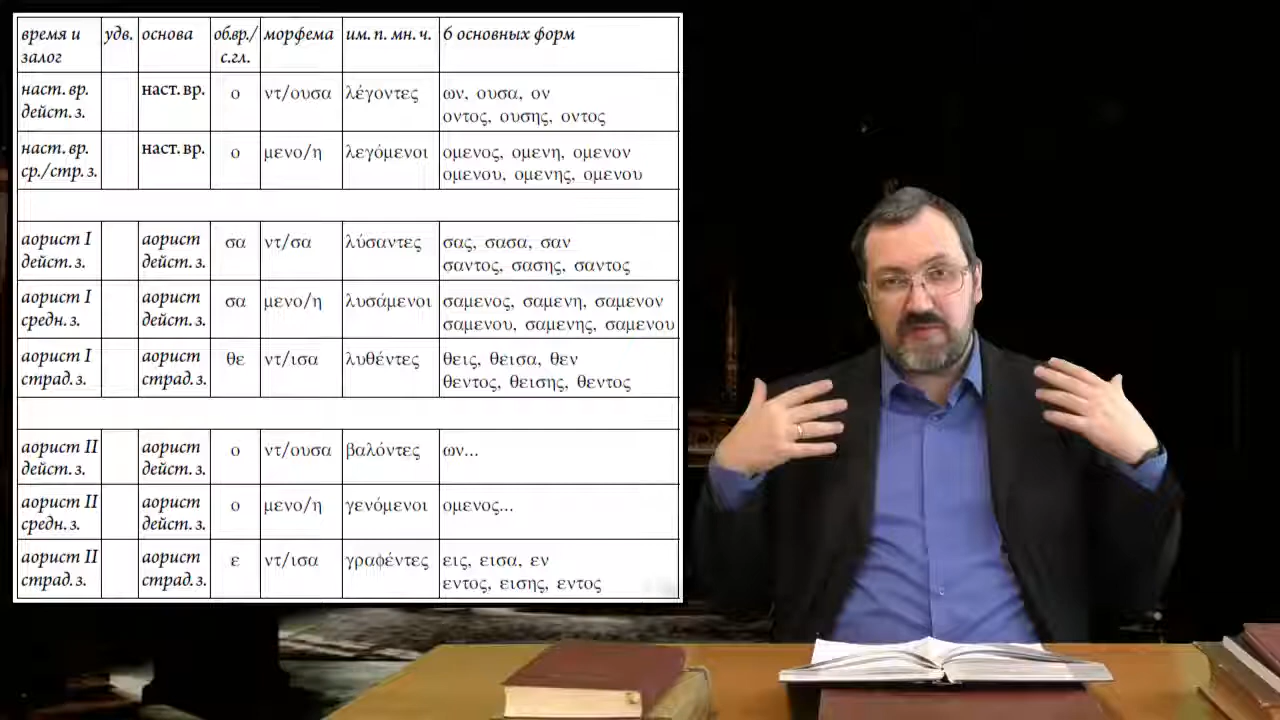 время и залог | удв. | основа | об.вр./с.гл. | морфема | им. п. мн. ч. | 6 основных форм
наст. вр. дейст. з. | | наст. вр. | ο | ντ/ουσα | λέγοντες | ων, ουσα, ον
οντος, ουσης, οντος
наст. вр. ср./стр. з. | | наст. вр. | ο | μενο/η | λεγόμενοι | ομενος, ομενη, ομενον
ομενου, ομενης, ομενου
аорист I дейст. з. | | аорист дейст. з. | σα | ντ/σα | λύσαντες | σας, σασα, σαν
σαντος, σασης, σαντος
аорист I средн. з. | | аорист дейст. з. | σα | μενο/η | λυσάμενοι | σαμενος, σαμενη, σαμενον
σαμενου, σαμενης, σαμενου
аорист I страд. з. | | аорист страд. з. | θε | ντ/ισα | λυθέντες | θεις, θεισα, θεν
θεντος, θεισης, θεντος
аорист II дейст. з. | | аорист дейст. з. | ο | ντ/ουσα | βαλόντες | ων...
аорист II средн. з. | | аорист дейст. з. | ο | μενο/η | γενόμενοι | ομενος...
аорист II страд. з. | | аорист страд. з. | ε | ντ/ισα | γραφέντες | εις, εισα, εν
εντος, εισης, εντος